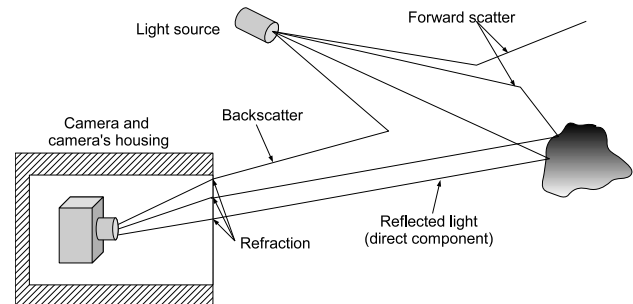 Forward scatter
Light source
Backscatter
Camera and
camera's housing
Reflected light
(direct component)
Refraction